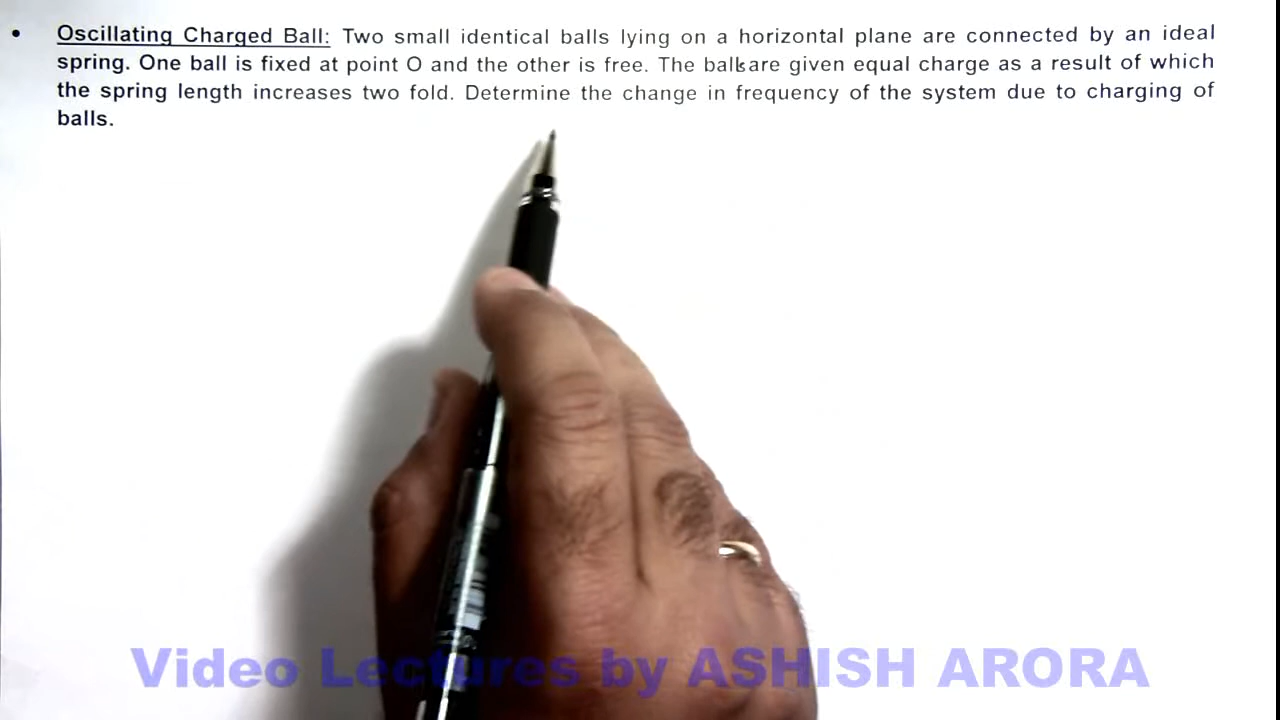 • Oscillating Charged Ball: Two small identical balls lying on a horizontal plane are connected by an ideal
spring. One ball is fixed at point O and the other is free. The balls are given equal charge as a result of which
the spring length increases two fold. Determine the change in frequency of the system due to charging of
balls.
Video Lectures by ASHISH ARORA